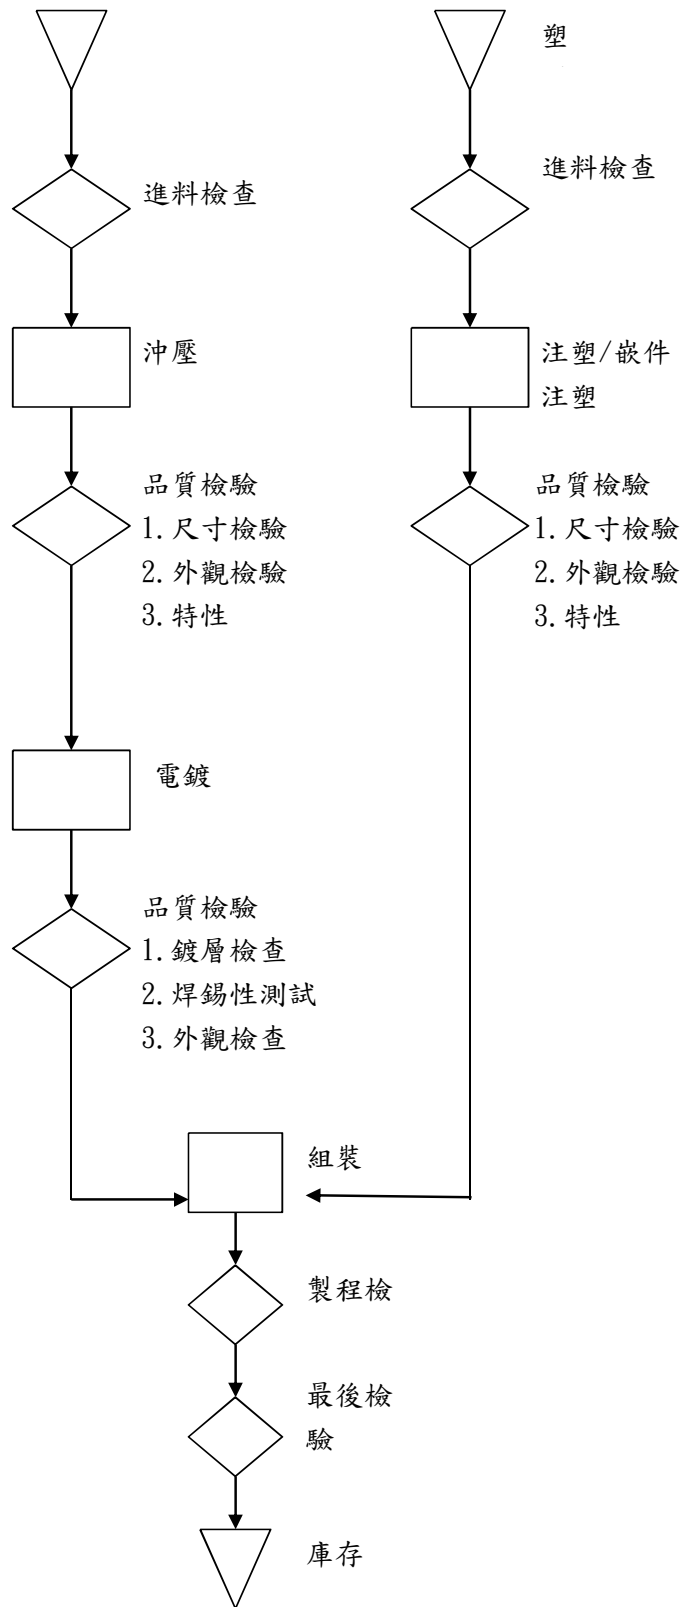 塑
進料檢查
進料檢查
沖壓
注塑/嵌件
注塑
品質檢驗
1.尺寸檢驗
2.外觀檢驗
3.特性
品質檢驗
1.尺寸檢驗
2.外觀檢驗
3.特性
電鍍
品質檢驗
1.鍍層檢查
2.焊錫性測試
3.外觀檢查
組裝
製程檢
最後檢
驗
庫存